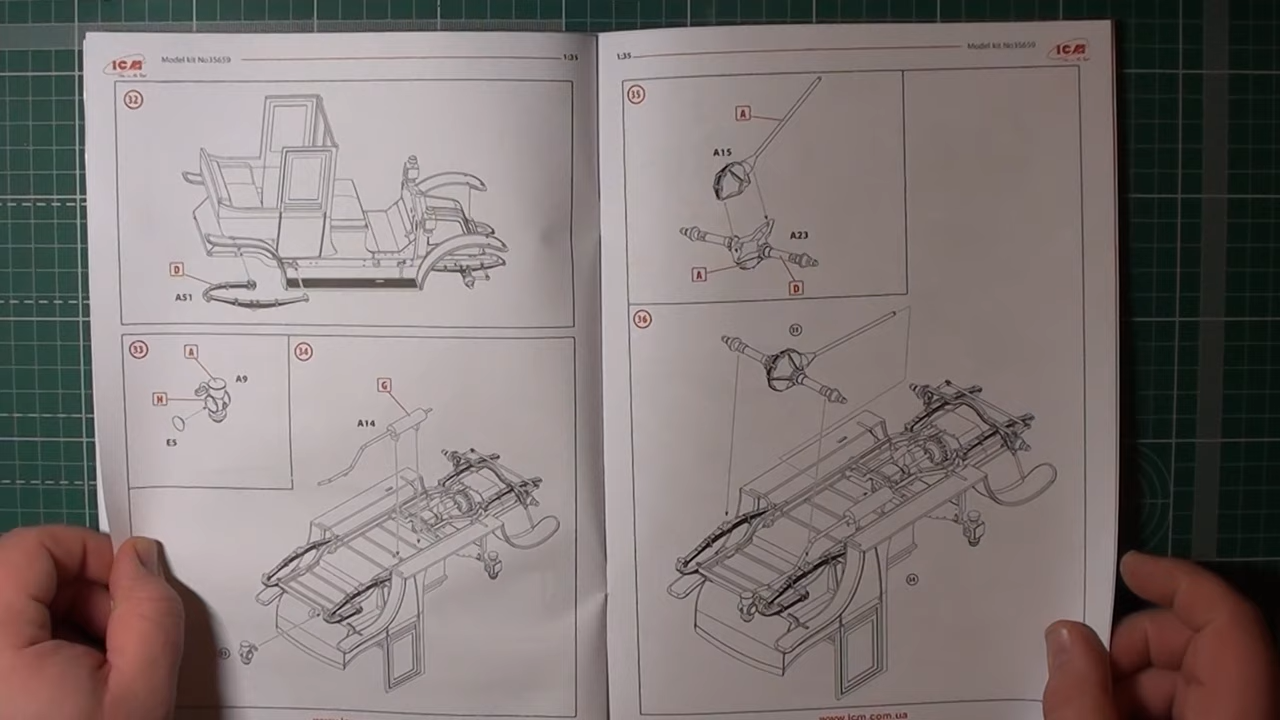 ICM
Model kit No35659
1:35
32
D
A51
33
A
A9
H
E5
34
G
A14
33
1:35
Model kit No35659
ICM
35
A
A15
A23
A
D
36
35
34
www.icm.com.ua